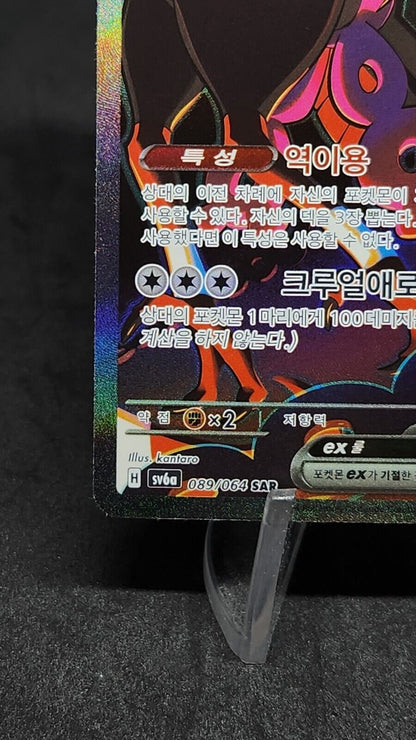 특성 역이용
상대의 이전 차례에 자신의 포켓몬이
사용할 수 있다. 자신의 덱을 3장 뽑는다.
사용했다면 이 특성은 사용할 수 없다.
크루얼애로
상대의 포켓몬 1마리에게 100데미지
계산을 하지 않는다.)
약점 ×2 저항력
ex 룰
포켓몬 ex가 기절한
Illus. kantaro
H sv6a 089/064 SAR